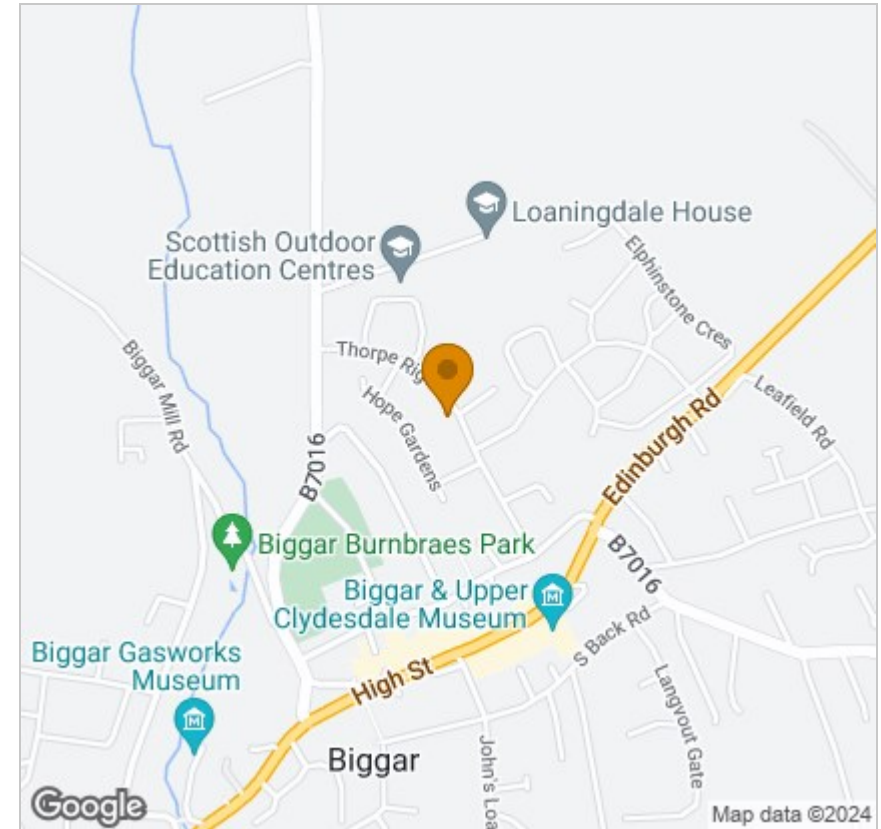 Loaningdale House
Scottish Outdoor
Education Centres
Elphinstone Cres
Thorpe Rig
Biggar Mill Rd
Hope Gardens
Leafield Rd
Edinburgh Rd
B7016
Biggar Burnbraes Park
B7016
Biggar & Upper
Clydesdale Museum
S Back Rd
Biggar Gasworks
Museum
High St
Langvout Gate
Biggar
John's Loa
Google
Map data ©2024